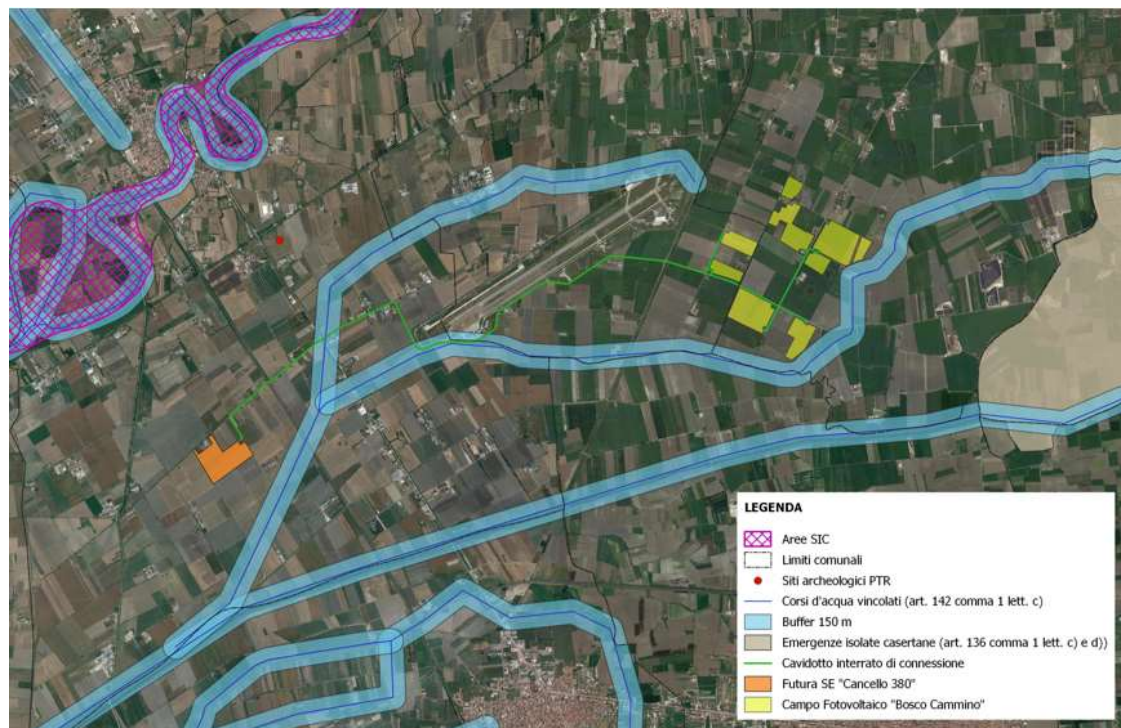 LEGENDA
Aree SIC
Limiti comunali
Siti archeologici PTR
Corsi d'acqua vincolati (art. 142 comma 1 lett. c)
Buffer 150 m
Emergenze isolate casertane (art. 136 comma 1 lett. c) e d))
Cavidotto interrato di connessione
Futura SE "Cancello 380"
Campo Fotovoltaico "Bosco Cammino"